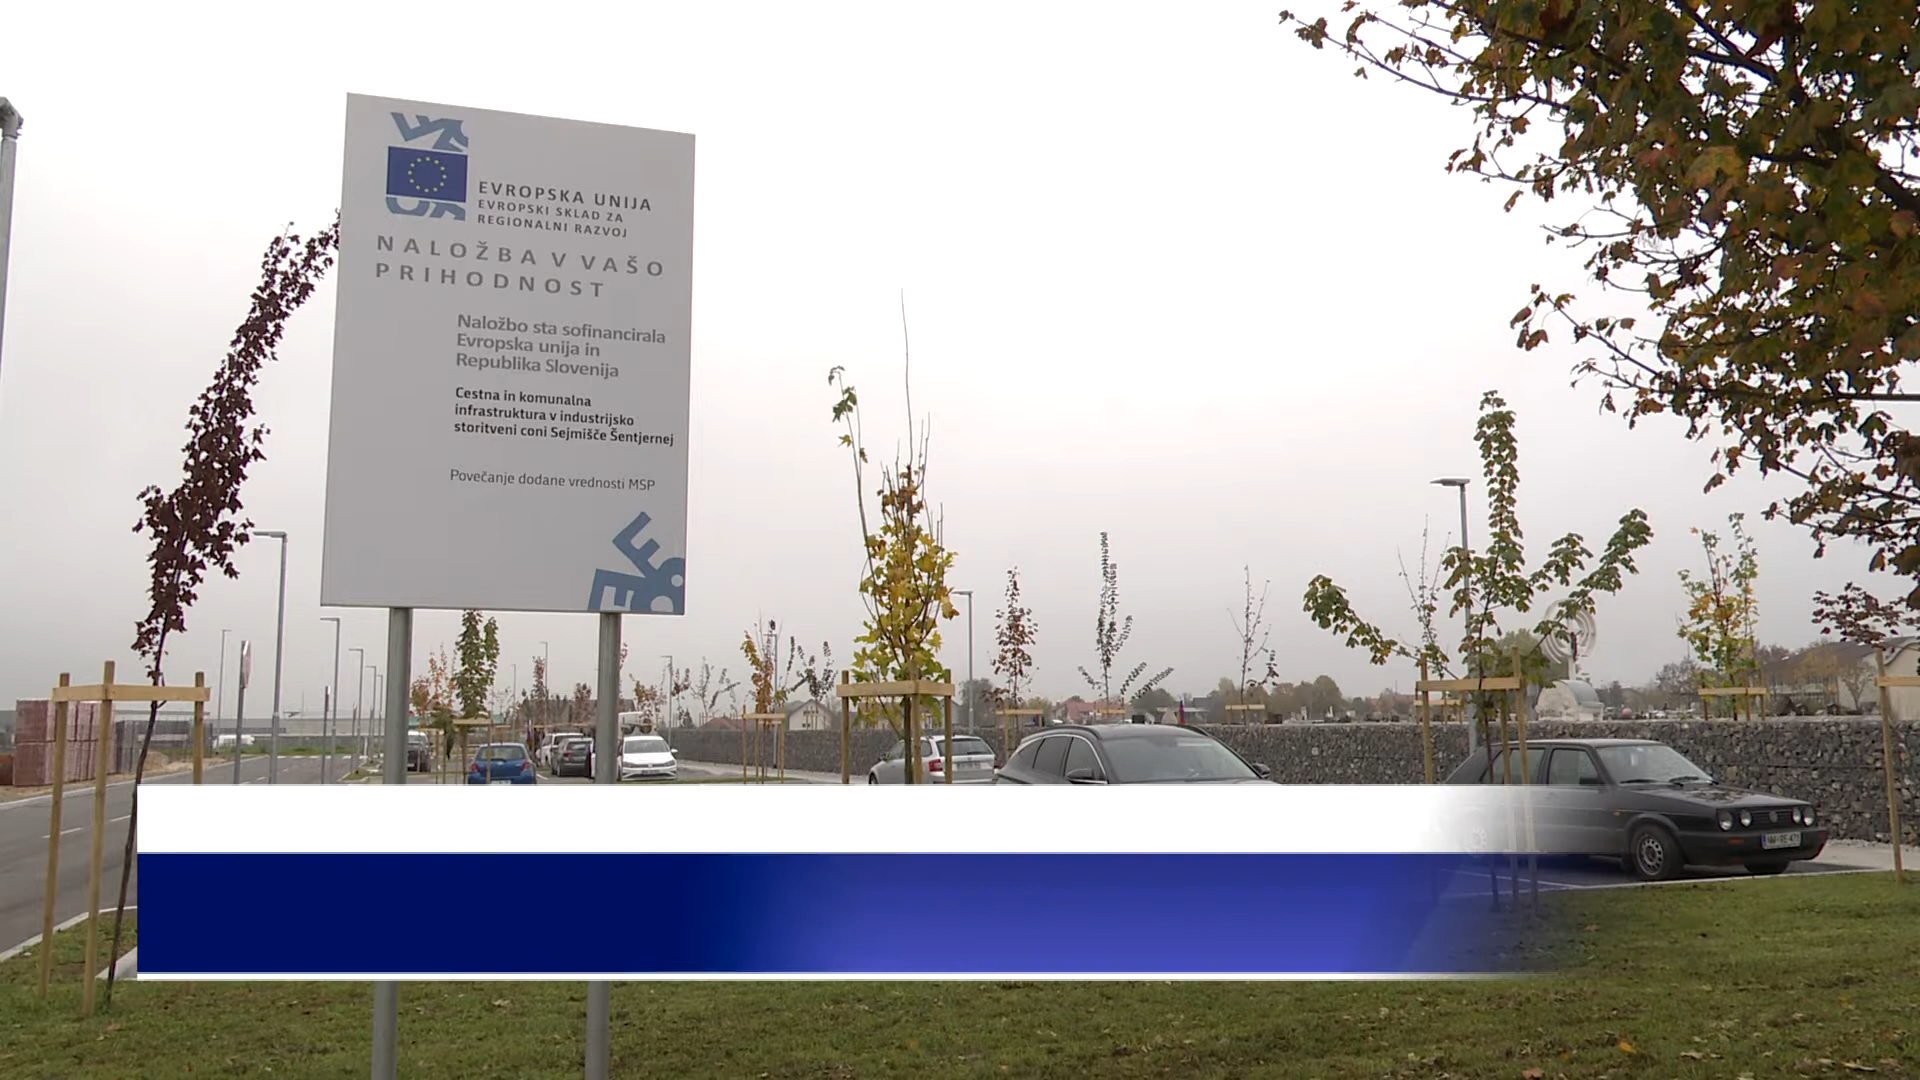 EVROPSKA UNIJA
EVROPSKI SKLAD ZA
REGIONALNI RAZVOJ
NALOŽBA V VAŠO
PRIHODNOST
Naložbo sta sofinancirala
Evropska unija in
Republika Slovenija
Cestna in komunalna
infrastruktura v industrijsko
storitveni coni Sejmišče Šentjernej
Povečanje dodane vrednosti MSP